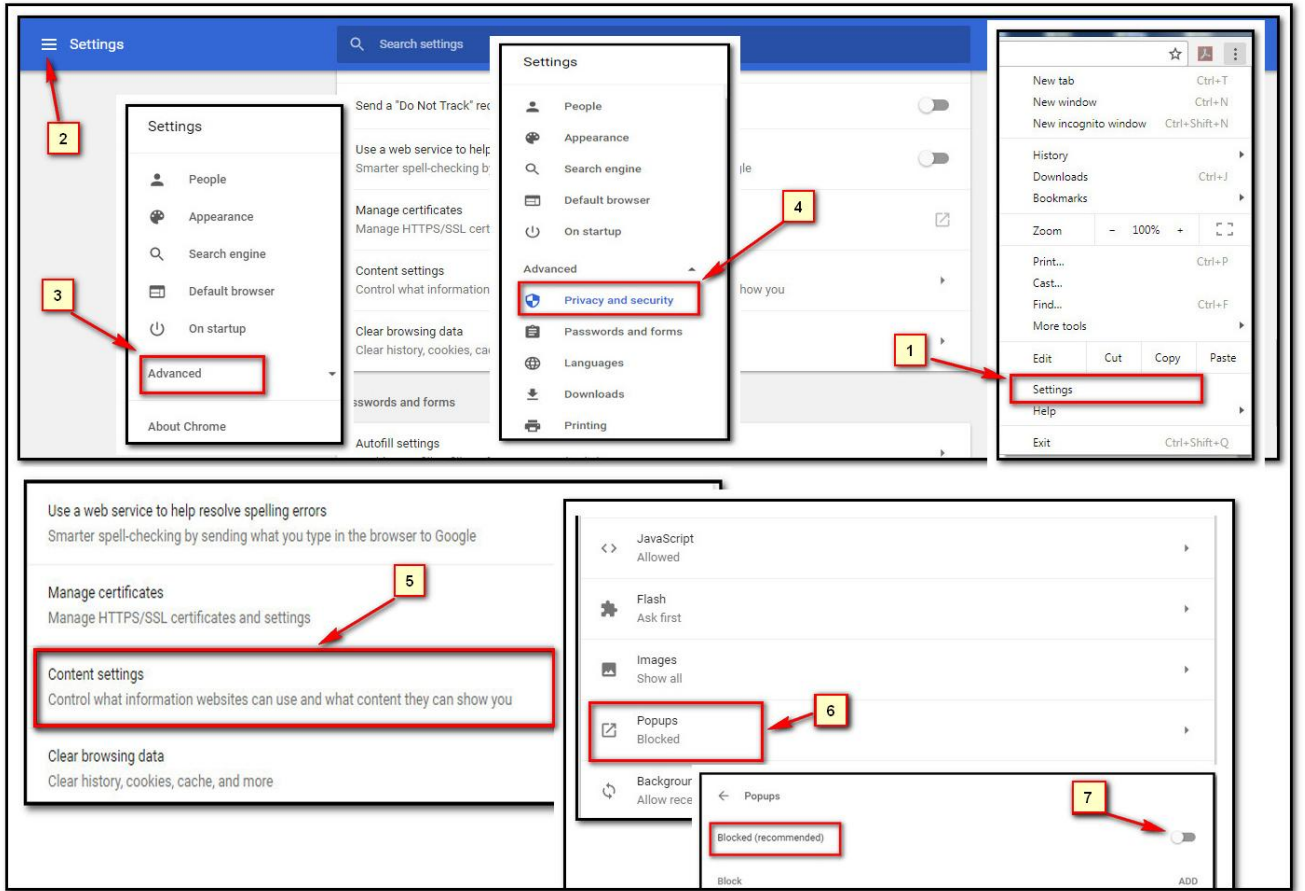 Settings
Search settings
2
Send a "Do Not Track" rec
Use a web service to help
Smarter spell-checking b
gle
Manage certificates
Manage HTTPS/SSL cert
Content settings
Control what information
how you
Clear browsing data
Clear history, cookies, ca
sswords and forms
Autofill settings
3
Settings
People
Appearance
Search engine
Default browser
On startup
Advanced
About Chrome
4
Settings
People
Appearance
Search engine
Default browser
On startup
Advanced
Privacy and security
Passwords and forms
Languages
Downloads
Printing
1
New tab Ctrl+T
New window Ctrl+N
New incognito window Ctrl+Shift+N
History
Downloads Ctrl+J
Bookmarks
Zoom - 100% +
Print... Ctrl+P
Cast...
Find... Ctrl+F
More tools
Edit Cut Copy Paste
Settings
Help
Exit Ctrl+Shift+Q
Use a web service to help resolve spelling errors
Smarter spell-checking by sending what you type in the browser to Google
5
Manage certificates
Manage HTTPS/SSL certificates and settings
Content settings
Control what information websites can use and what content they can show you
Clear browsing data
Clear history, cookies, cache, and more
JavaScript
Allowed
Flash
Ask first
Images
Show all
6
Popups
Blocked
Backgrour
Allow rece
7
Popups
Blocked (recommended)
Block ADD